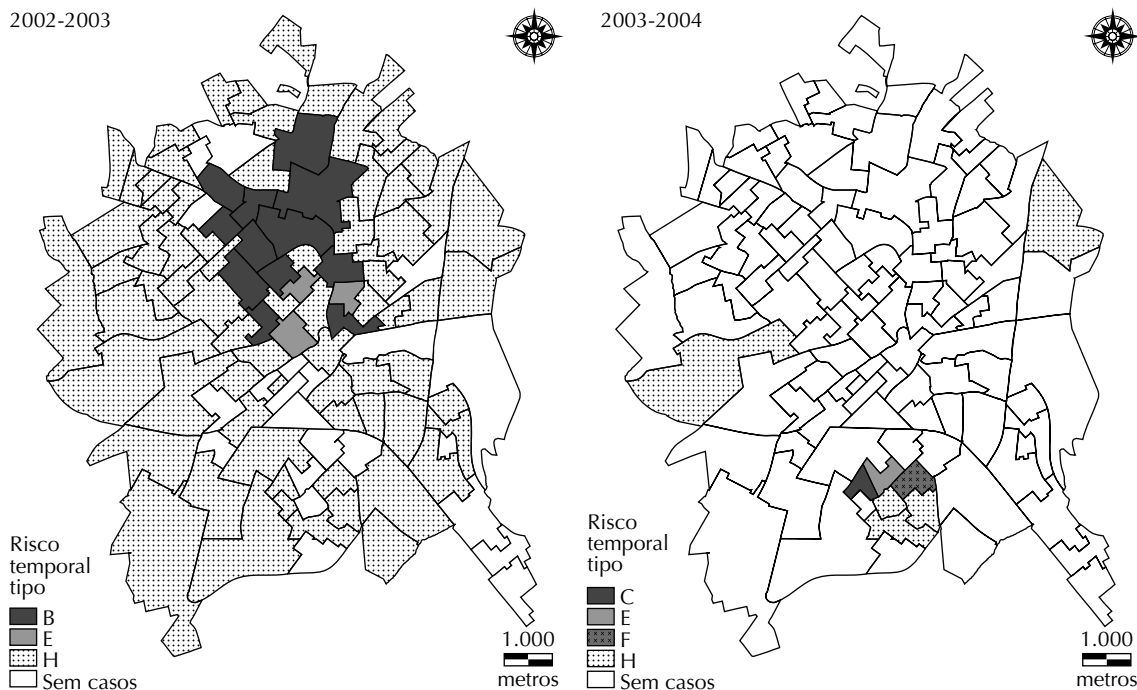 2002-2003
Risco
temporal
tipo
B
E
H
Sem casos
1.000
metros
2003-2004
Risco
temporal
tipo
C
E
F
H
Sem casos
1.000
metros